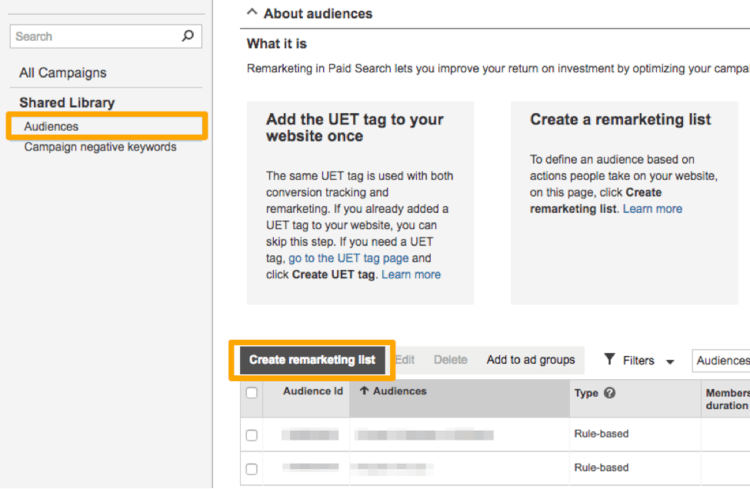 About audiences
Search
What it is
Remarketing in Paid Search lets you improve your return on investment by optimizing your
All Campaigns
Shared Library
Audiences
Campaign negative keywords
Add the UET tag to your
website once
The same UET tag is used with both
conversion tracking and
remarketing. If you already added a
UET tag to your website, you can
skip this step. If you need a UET
tag, go to the UET tag page and
click Create UET tag. Learn more
Create a remarketing list
To define an audience based on
actions people take on your website,
on this page, click Create
remarketing list. Learn more
Create remarketing list Edit Delete Add to ad groups Filters Audiences
Audience Id Audiences Type Members
duration
Rule-based
Rule-based